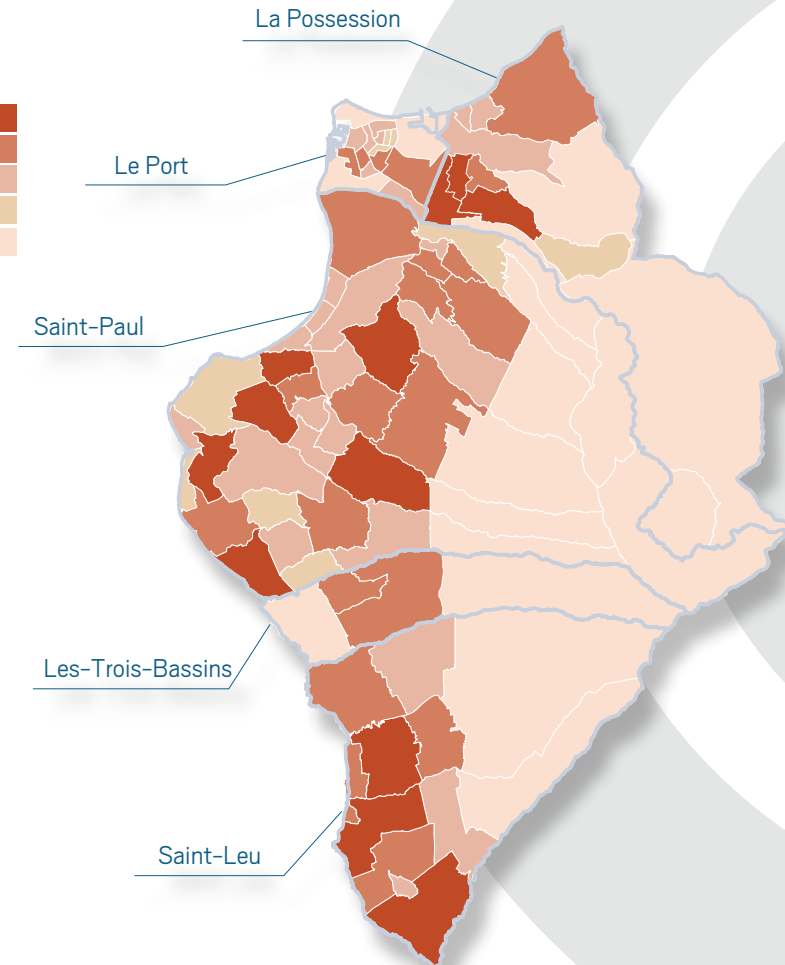 La Possession
Le Port
Saint-Paul
Les-Trois-Bassins
Saint-Leu